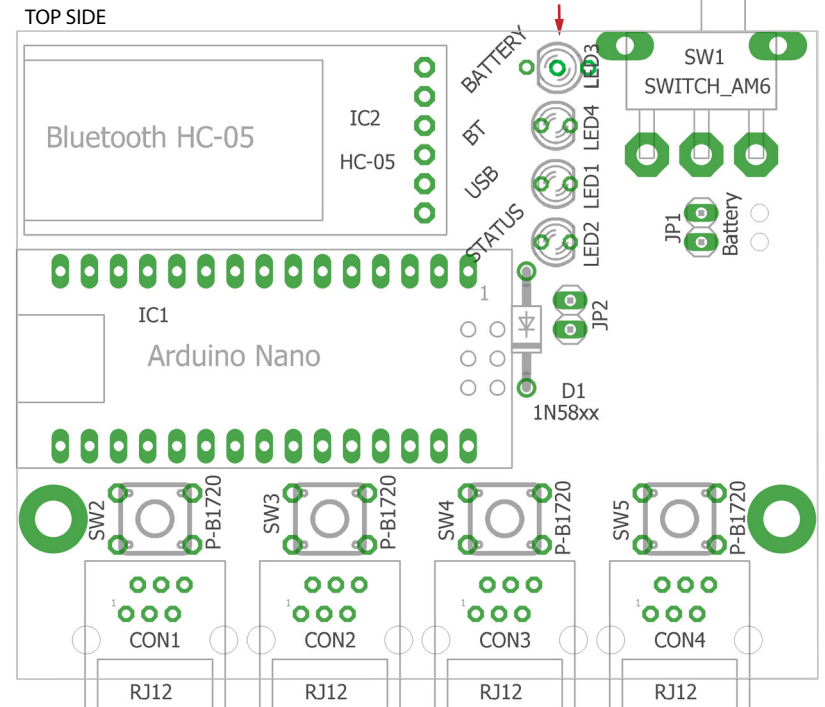 TOP SIDE
BATTERY
LED3
SW1
SWITCH_AM6
IC2
Bluetooth HC-05
HC-05
BT
LED4
USB
LED1
STATUS
LED2
JP1
Battery
1
IC1
Arduino Nano
JP2
D1
1N58xx
SW2
P-B1720
SW3
P-B1720
SW4
P-B1720
SW5
P-B1720
1
1
1
1
CON1
CON2
CON3
CON4
RJ12
RJ12
RJ12
RJ12